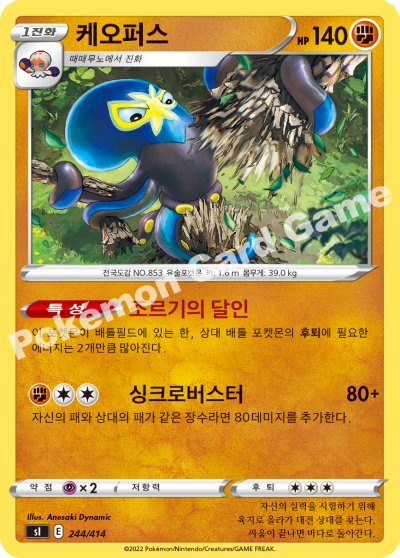 1진화
케오퍼스
HP 140
때때무노에서 진화
전국도감 NO.853 유술포켓몬 키: 1.6 m 몸무게: 39.0 kg
특성 조르기의 달인
이 포켓몬이 배틀필드에 있는 한, 상대 배틀 포켓몬의 후퇴에 필요한
에너지는 2개만큼 많아진다.
싱크로버스터 80+
자신의 패와 상대의 패가 같은 장수라면 80데미지를 추가한다.
약점 ×2 저항력 후퇴
Illus. Anesaki Dynamic
자신의 실력을 시험하기 위해
육지로 올라가 대전 상대를 찾는다.
싸움이 끝나면 바다로 돌아간다.
sI E 244/414
©2022 Pokémon/Nintendo/Creatures/GAME FREAK.
Pokémon Card Game